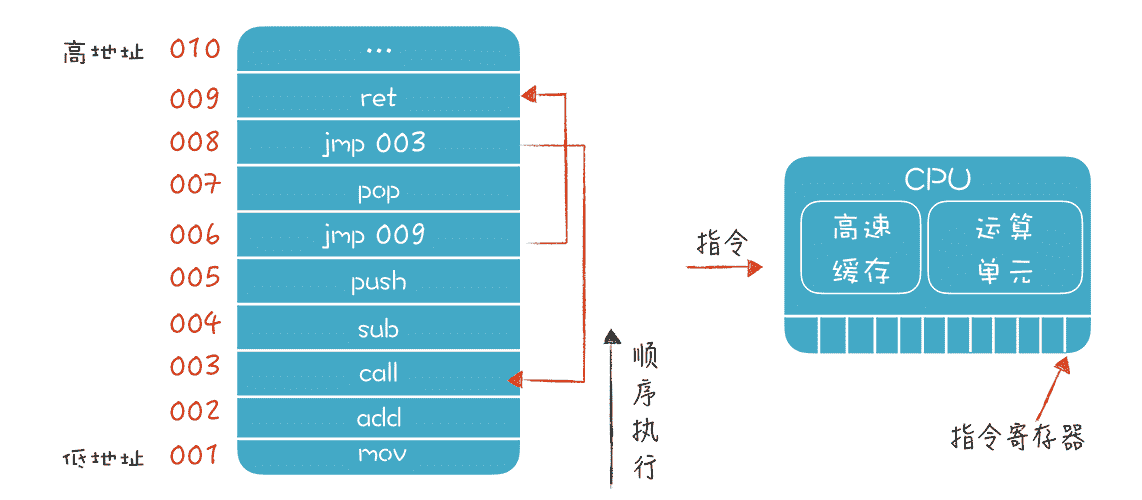 高地址 010 ...
009 ret
008 jmp 003
007 pop
006 jmp 009
005 push
004 sub
003 call
002 add
低地址 001 mov
顺序执行
指令
CPU
高速
缓存
运算
单元
指令寄存器